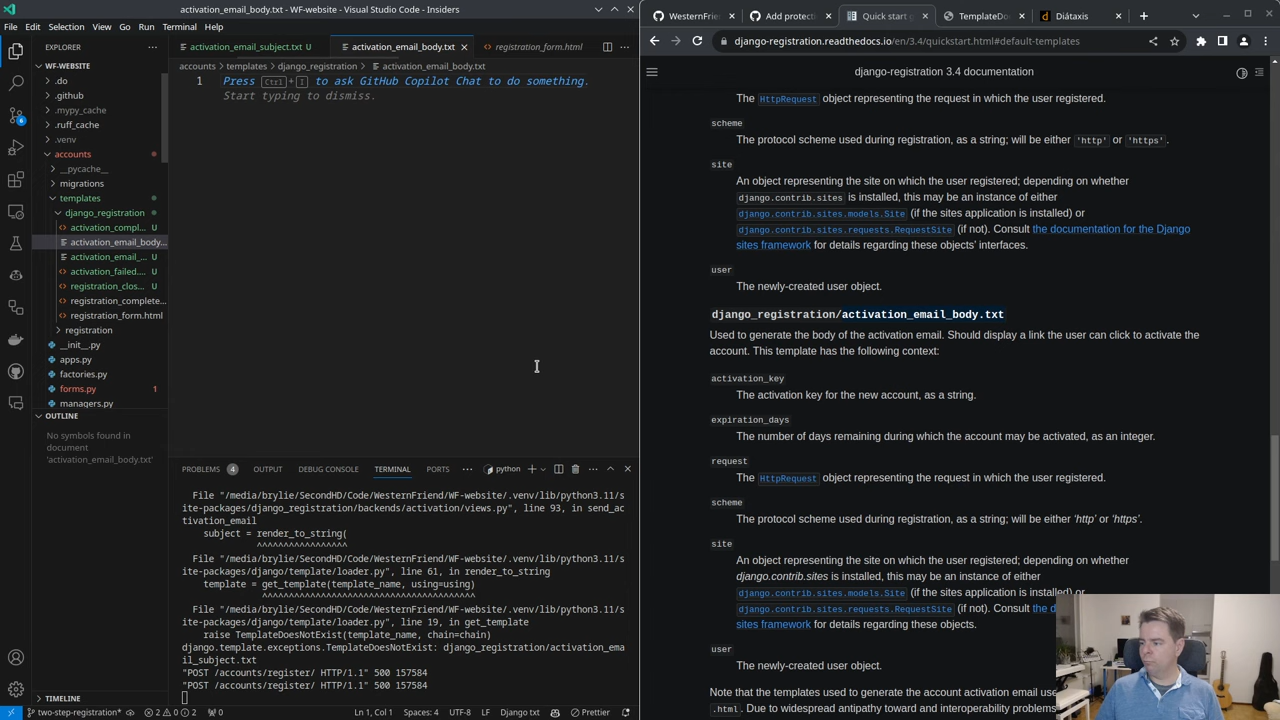 activation_email_body.txt - WF-website - Visual Studio Code - Insiders
File Edit Selection View Go Run Terminal Help
EXPLORER
WF-WEBSITE
.do
.github
.mypy_cache
.ruff_cache
.venv
accounts
__pycache__
migrations
templates
django_registration
activation_compl... U
activation_email_body...
activation_email_... U
activation_failed.... U
registration_clos... U
registration_complete...
registration_form.html
registration
__init__.py
apps.py
factories.py
forms.py 1
managers.py
OUTLINE
No symbols found in
document
'activation_email_body.txt'
TIMELINE
activation_email_subject.txt U
activation_email_body.txt
registration_form.html
accounts > templates > django_registration > activation_email_body.txt
1 Press Ctrl+I to ask GitHub Copilot Chat to do something.
Start typing to dismiss.
PROBLEMS 4 OUTPUT DEBUG CONSOLE TERMINAL PORTS python
File "/media/brylie/SecondHD/Code/WesternFriend/WF-website/.venv/lib/python3.11/s
ite-packages/django_registration/backends/activation/views.py", line 93, in send_ac
tivation_email
subject = render_to_string(
^^^^^^^^^^^^^^^^^
File "/media/brylie/SecondHD/Code/WesternFriend/WF-website/.venv/lib/python3.11/s
ite-packages/django/template/loader.py", line 61, in render_to_string
template = get_template(template_name, using=using)
^^^^^^^^^^^^^^^^^^^^^^^^^^^^^^^^^^^^^^^^
File "/media/brylie/SecondHD/Code/WesternFriend/WF-website/.venv/lib/python3.11/s
ite-packages/django/template/loader.py", line 19, in get_template
raise TemplateDoesNotExist(template_name, chain=chain)
django.template.exceptions.TemplateDoesNotExist: django_registration/activation_ema
il_subject.txt
"POST /accounts/register/ HTTP/1.1" 500 157584
"POST /accounts/register/ HTTP/1.1" 500 157584
two-step-registration* 2 0 2 0 Ln 1, Col 1 Spaces: 4 UTF-8 LF Django txt Prettier
WesternFrien Add protecti Quick start g TemplateDo Diátaxis
django-registration.readthedocs.io/en/3.4/quickstart.html#default-templates
django-registration 3.4 documentation
The HttpRequest object representing the request in which the user registered.
scheme
The protocol scheme used during registration, as a string; will be either 'http' or 'https'.
site
An object representing the site on which the user registered; depending on whether
django.contrib.sites is installed, this may be an instance of either
django.contrib.sites.models.Site (if the sites application is installed) or
django.contrib.sites.requests.RequestSite (if not). Consult the documentation for the Django
sites framework for details regarding these objects' interfaces.
user
The newly-created user object.
django_registration/activation_email_body.txt
Used to generate the body of the activation email. Should display a link the user can click to activate the
account. This template has the following context:
activation_key
The activation key for the new account, as a string.
expiration_days
The number of days remaining during which the account may be activated, as an integer.
request
The HttpRequest object representing the request in which the user registered.
scheme
The protocol scheme used during registration, as a string; will be either 'http' or 'https'.
site
An object representing the site on which the user registered; depending on whether
django.contrib.sites is installed, this may be an instance of either
django.contrib.sites.models.Site (if the sites application is installed) or
django.contrib.sites.requests.RequestSite (if not). Consult the d
sites framework for details regarding these objects.
user
The newly-created user object.
Note that the templates used to generate the account activation email use
.html. Due to widespread antipathy toward and interoperability problems